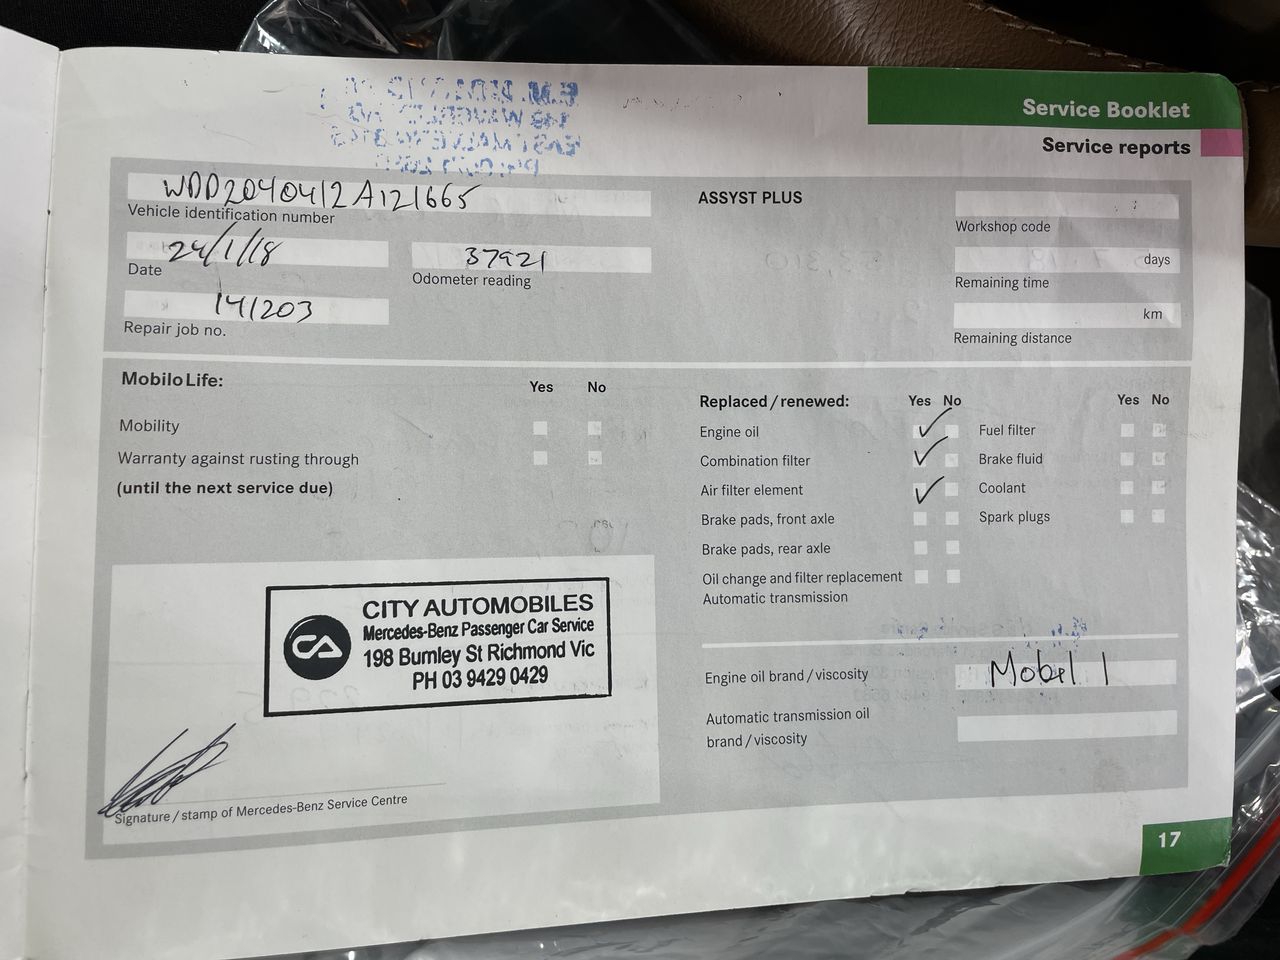 Service Booklet
Service reports
WDD2040412A121665
Vehicle identification number
24/1/18
Date
37921
Odometer reading
141203
Repair job no.
ASSYST PLUS
Workshop code
days
Remaining time
km
Remaining distance
MobiloLife:
Yes No
Mobility
Warranty against rusting through
(until the next service due)
Replaced/renewed: Yes No
Engine oil
Combination filter
Air filter element
Brake pads, front axle
Brake pads, rear axle
Oil change and filter replacement
Automatic transmission
Yes No
Fuel filter
Brake fluid
Coolant
Spark plugs
CA
CITY AUTOMOBILES
Mercedes-Benz Passenger Car Service
198 Burnley St Richmond Vic
PH 03 9429 0429
Signature/stamp of Mercedes-Benz Service Centre
Engine oil brand/viscosity
Mobel 1
Automatic transmission oil
brand/viscosity
17